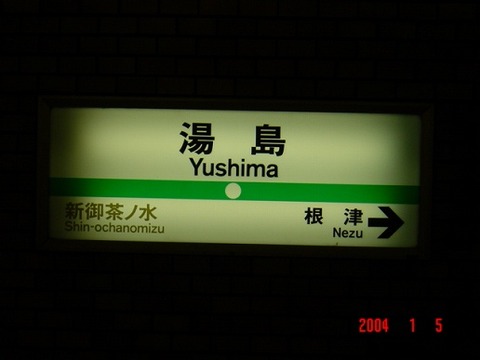 湯島
Yushima
新御茶ノ水
Shin-ochanomizu
根津
Nezu
2004 1 5